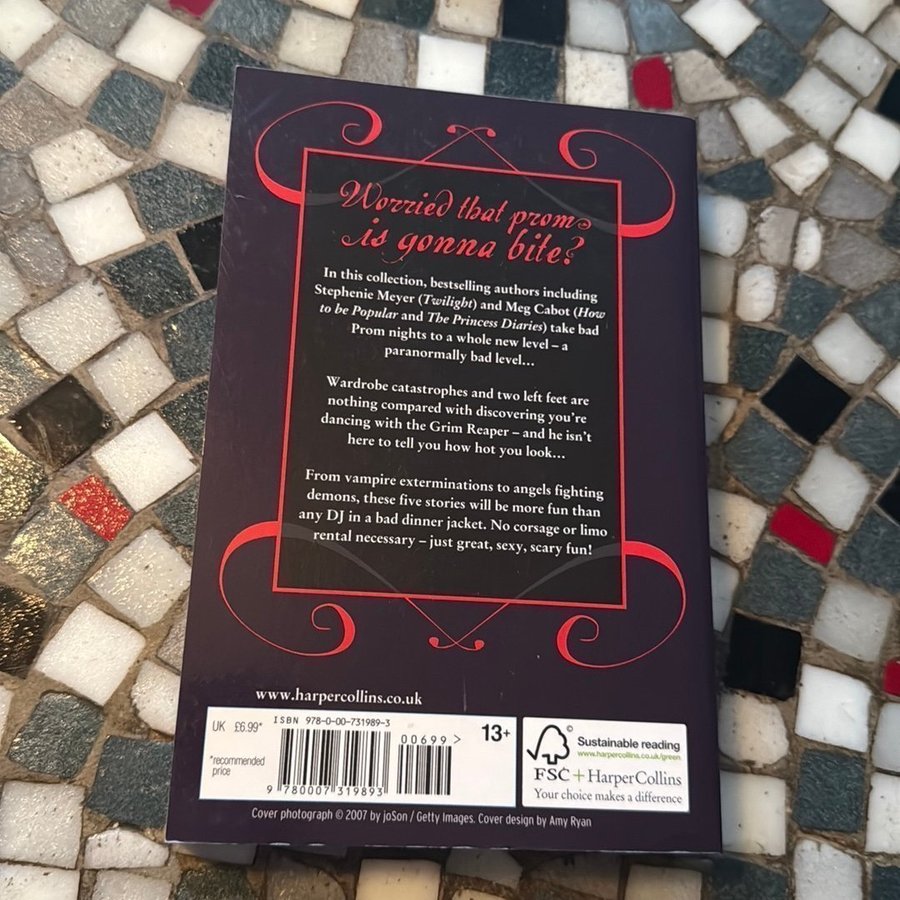 Worried that prom
is gonna bite?
In this collection, bestselling authors including
Stephenie Meyer (Twilight) and Meg Cabot (How
to be Popular and The Princess Diaries) take bad
Prom nights to a whole new level – a
paranormally bad level...
Wardrobe catastrophes and two left feet are
nothing compared with discovering you're
dancing with the Grim Reaper – and he isn't
here to tell you how hot you look...
From vampire exterminations to angels fighting
demons, these five stories will be more fun than
any DJ in a bad dinner jacket. No corsage or limo
rental necessary – just great, sexy, scary fun!
www.harpercollins.co.uk
UK £6.99*
*recommended
price
ISBN 978-0-00-731989-3
00699 >
9 780007 319893
13+
©
Sustainable reading
www.harpercollins.co.uk/green
FSC + HarperCollins
Your choice makes a difference
Cover photograph © 2007 by joSon / Getty Images. Cover design by Amy Ryan